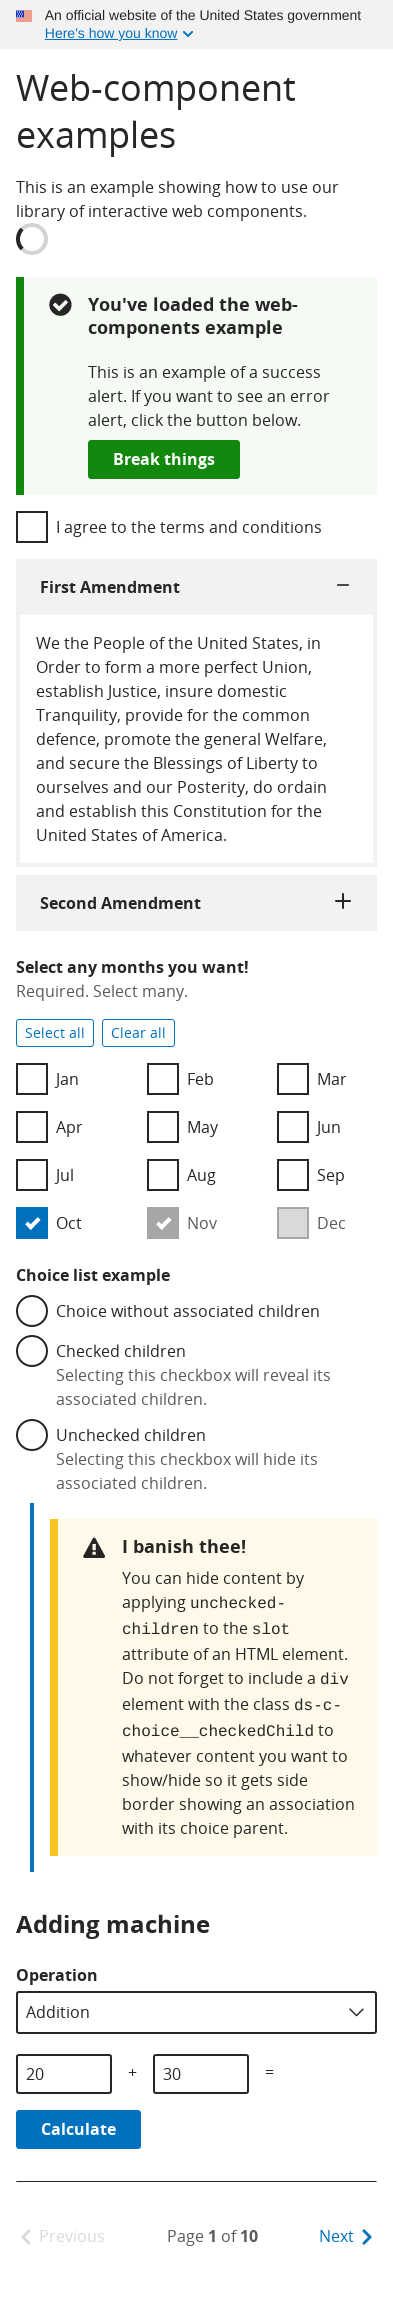 An official website of the United States government
Here's how you know
Web-component
examples
This is an example showing how to use our
library of interactive web components.
You've loaded the web-
components example
This is an example of a success
alert. If you want to see an error
alert, click the button below.
Break things
I agree to the terms and conditions
First Amendment
We the People of the United States, in
Order to form a more perfect Union,
establish Justice, insure domestic
Tranquility, provide for the common
defence, promote the general Welfare,
and secure the Blessings of Liberty to
ourselves and our Posterity, do ordain
and establish this Constitution for the
United States of America.
Second Amendment
Select any months you want!
Required. Select many.
Select all Clear all
Jan Feb Mar
Apr May Jun
Jul Aug Sep
Oct Nov Dec
Choice list example
Choice without associated children
Checked children
Selecting this checkbox will reveal its
associated children.
Unchecked children
Selecting this checkbox will hide its
associated children.
I banish thee!
You can hide content by
applying unchecked-
children to the slot
attribute of an HTML element.
Do not forget to include a div
element with the class ds-c-
choice__checkedChild to
whatever content you want to
show/hide so it gets side
border showing an association
with its choice parent.
Adding machine
Operation
Addition
20 + 30 =
Calculate
Previous Page 1 of 10 Next